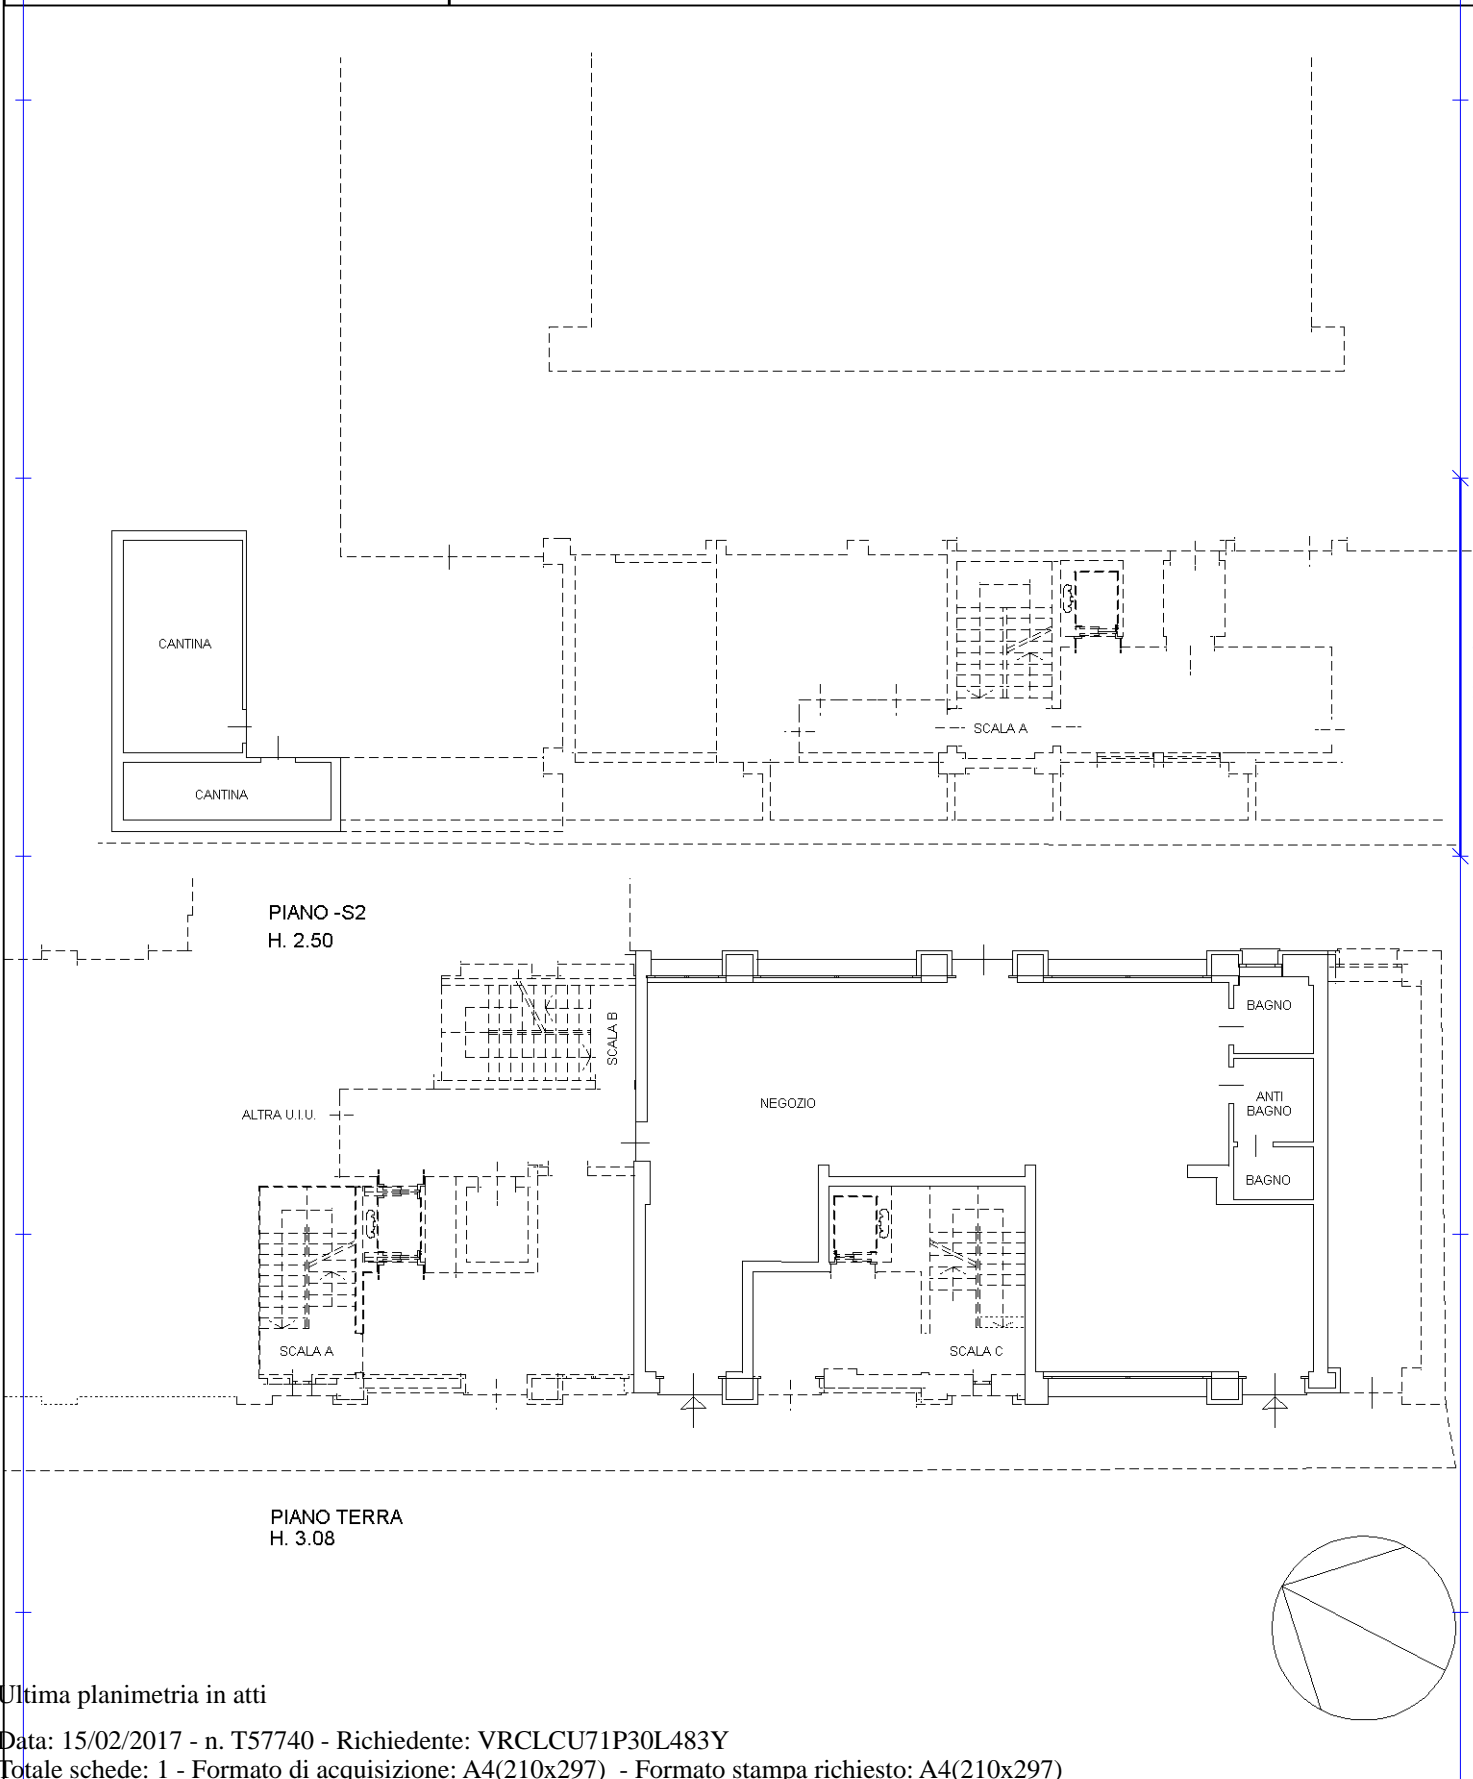 CANTINA
SCALA A
CANTINA
PIANO -S2
H. 2.50
BAGNO
SCALA B
NEGOZIO
ANTI
BAGNO
ALTRA U.I.U.
BAGNO
SCALA A
SCALA C
PIANO TERRA
H. 3.08
Ultima planimetria in atti
Data: 15/02/2017 - n. T57740 - Richiedente: VRCLCU71P30L483Y
Totale schede: 1 - Formato di acquisizione: A4(210x297) - Formato stampa richiesto: A4(210x297)